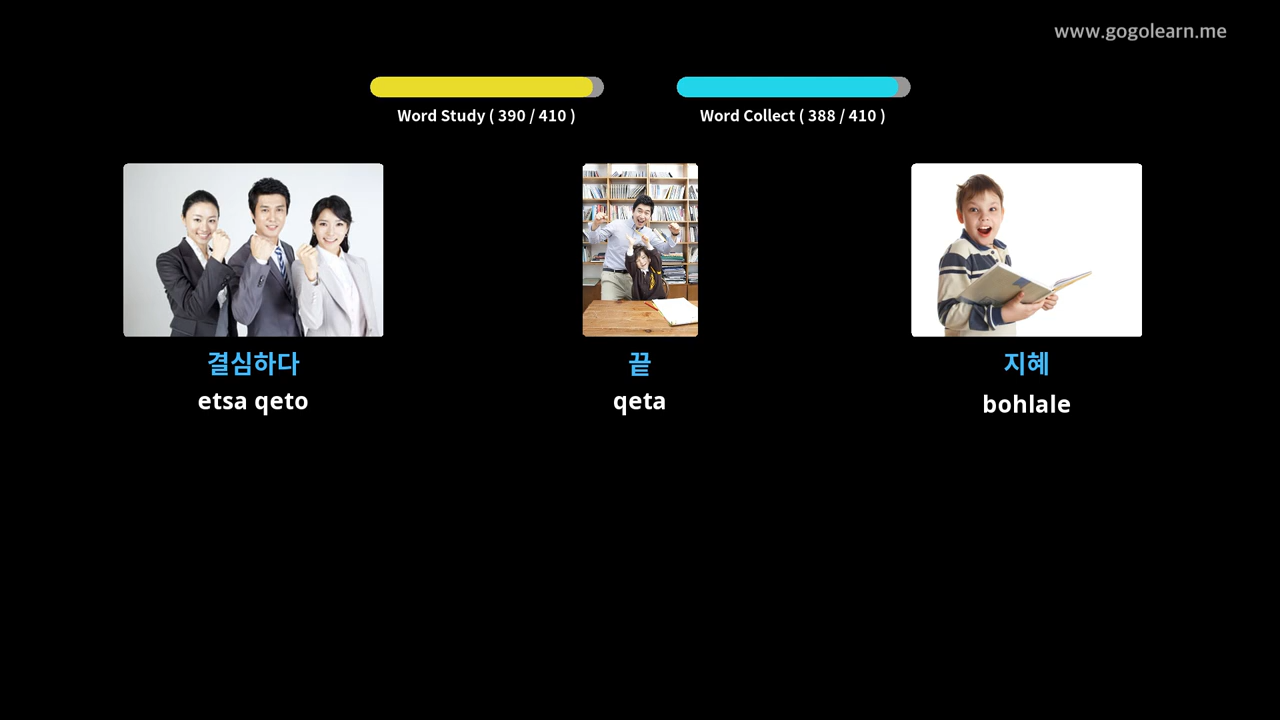 www.gogolearn.me
Word Study ( 390 / 410 )
Word Collect ( 388 / 410 )
결심하다
etsa qeto
끝
qeta
지혜
bohlale